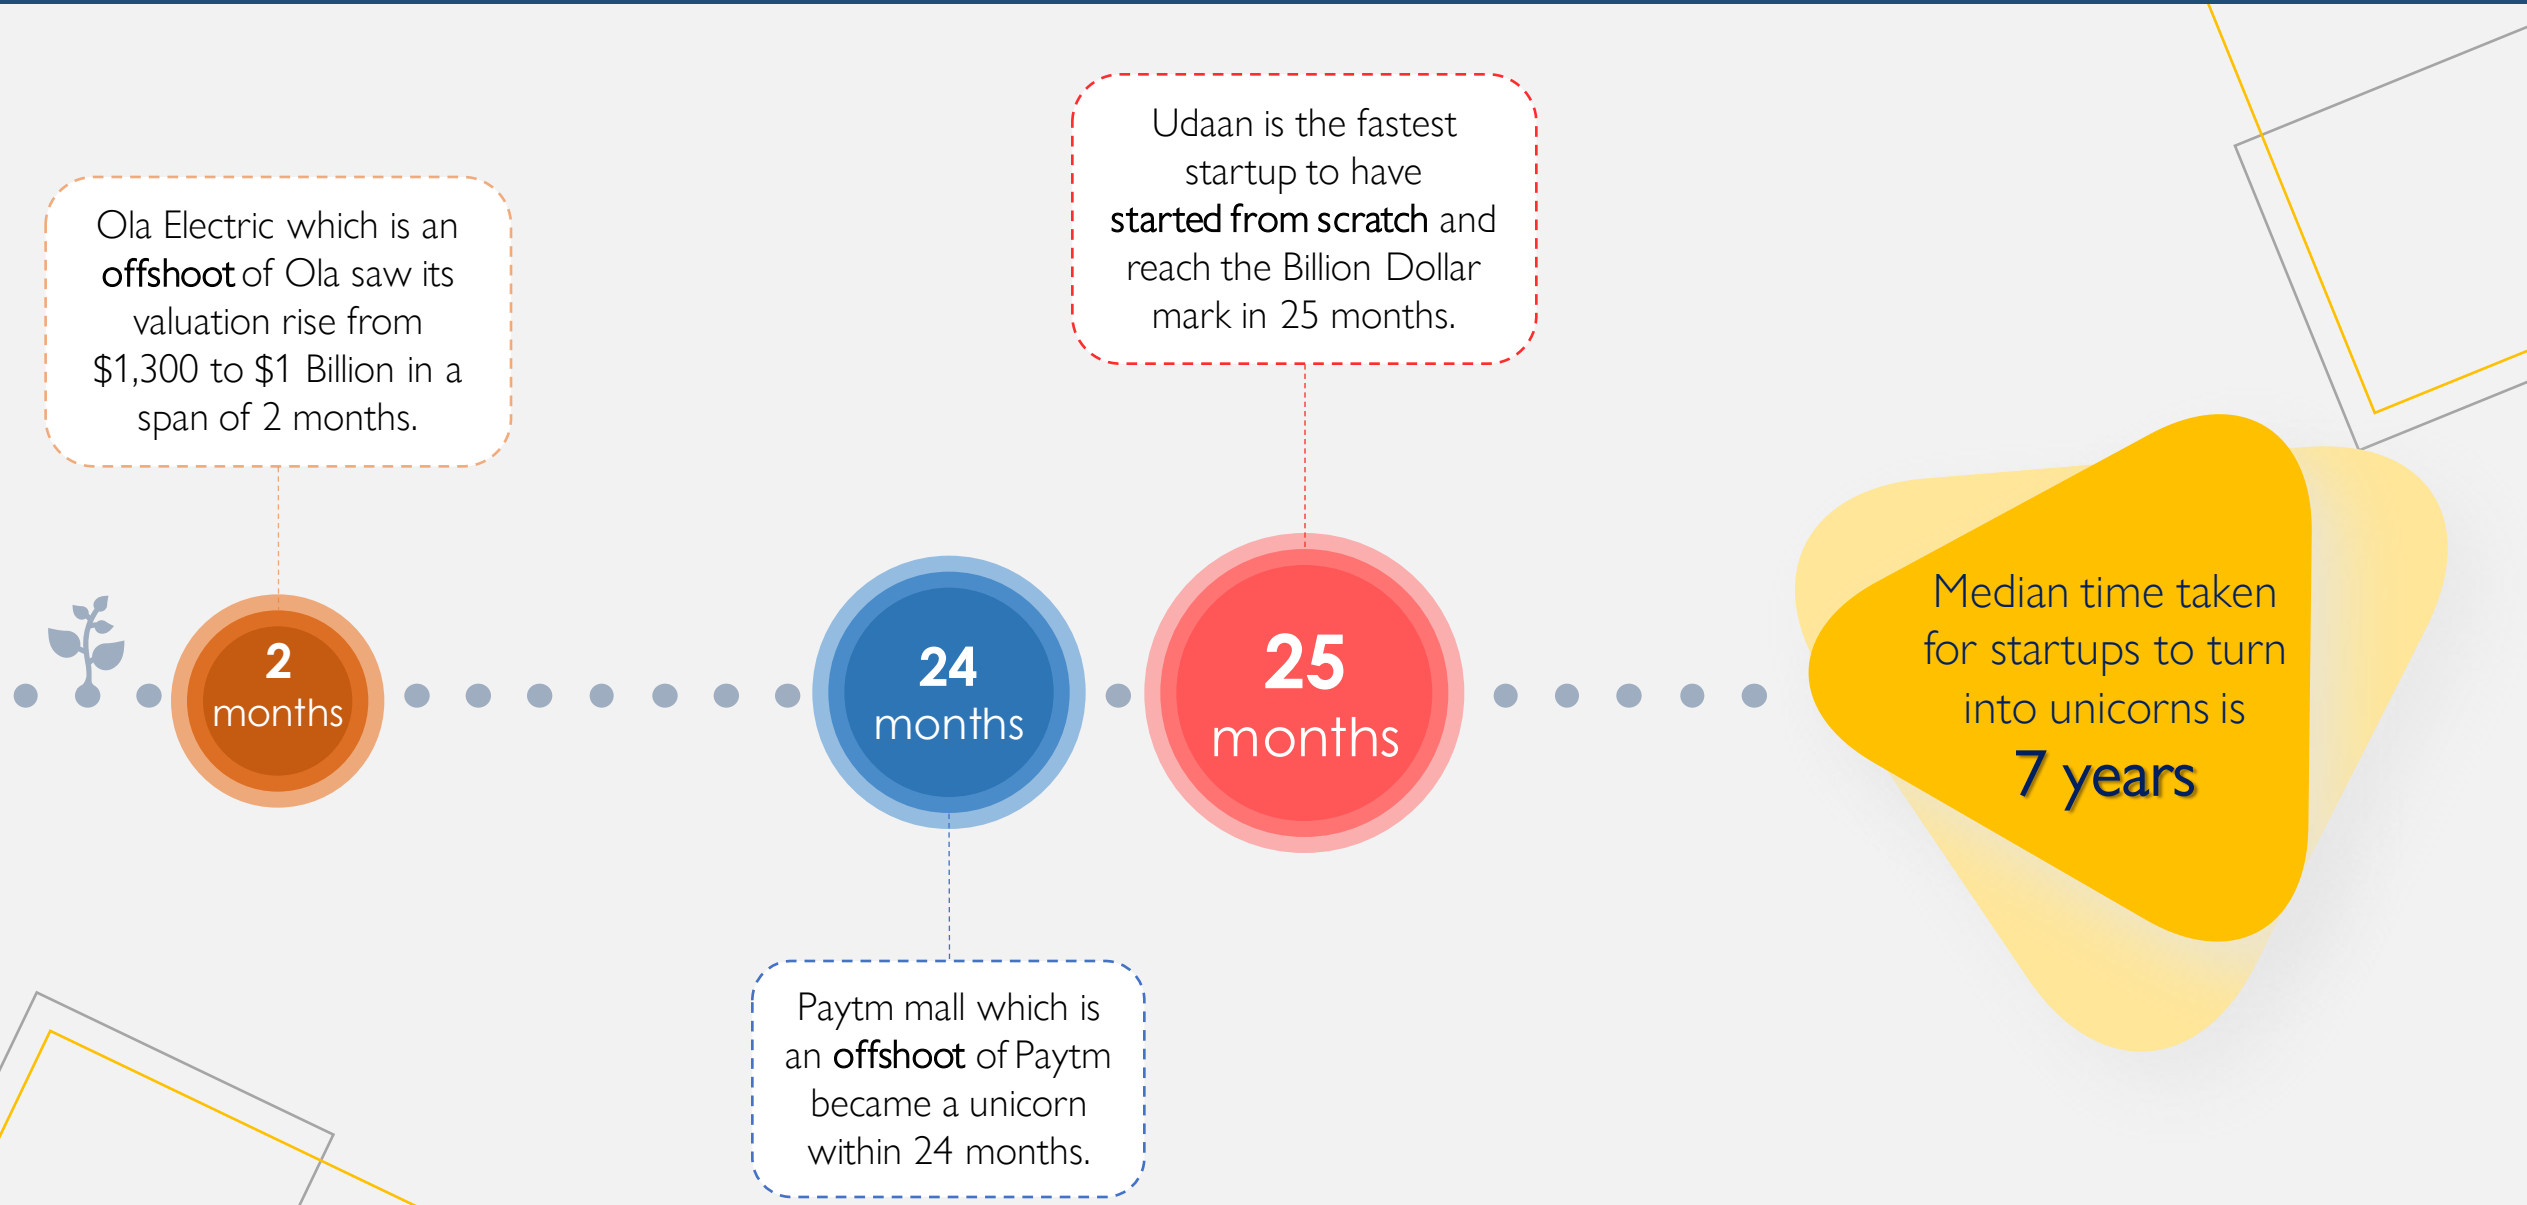 Ola Electric which is an
offshoot of Ola saw its
valuation rise from
$1,300 to $1 Billion in a
span of 2 months.
2
months
Paytm mall which is
an offshoot of Paytm
became a unicorn
within 24 months.
24
months
Udaan is the fastest
startup to have
started from scratch and
reach the Billion Dollar
mark in 25 months.
25
months
Median time taken
for startups to turn
into unicorns is
7 years